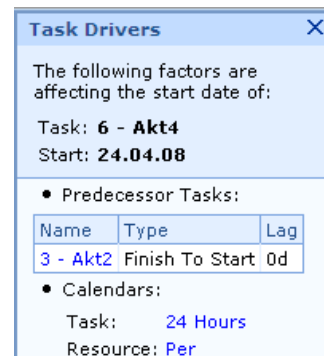 Task Drivers
The following factors are
affecting the start date of:
Task: 6 - Akt4
Start: 24.04.08
• Predecessor Tasks:
Name Type Lag
3 - Akt2 Finish To Start 0d
• Calendars:
Task: 24 Hours
Resource: Per